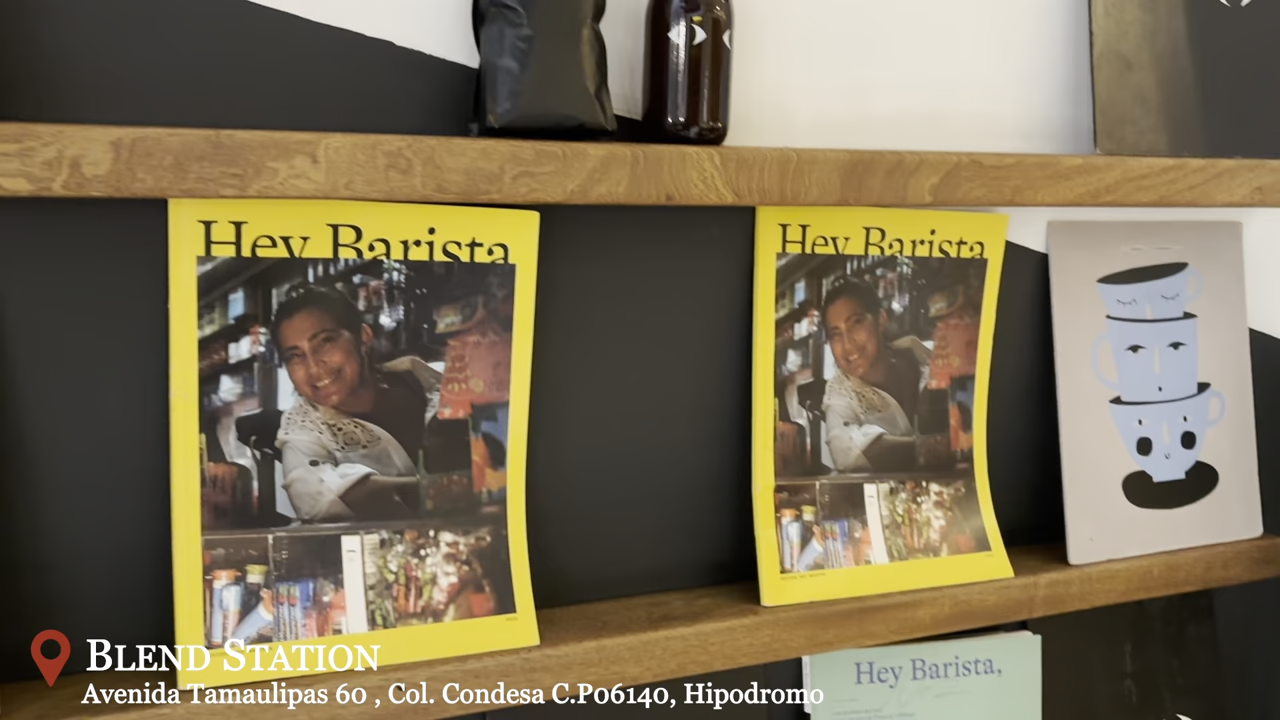 Hey Barista
Hey Barista
Hey Barista,
BLEND STATION
Avenida Tamaulipas 60 , Col. Condesa C.P06140, Hipodromo